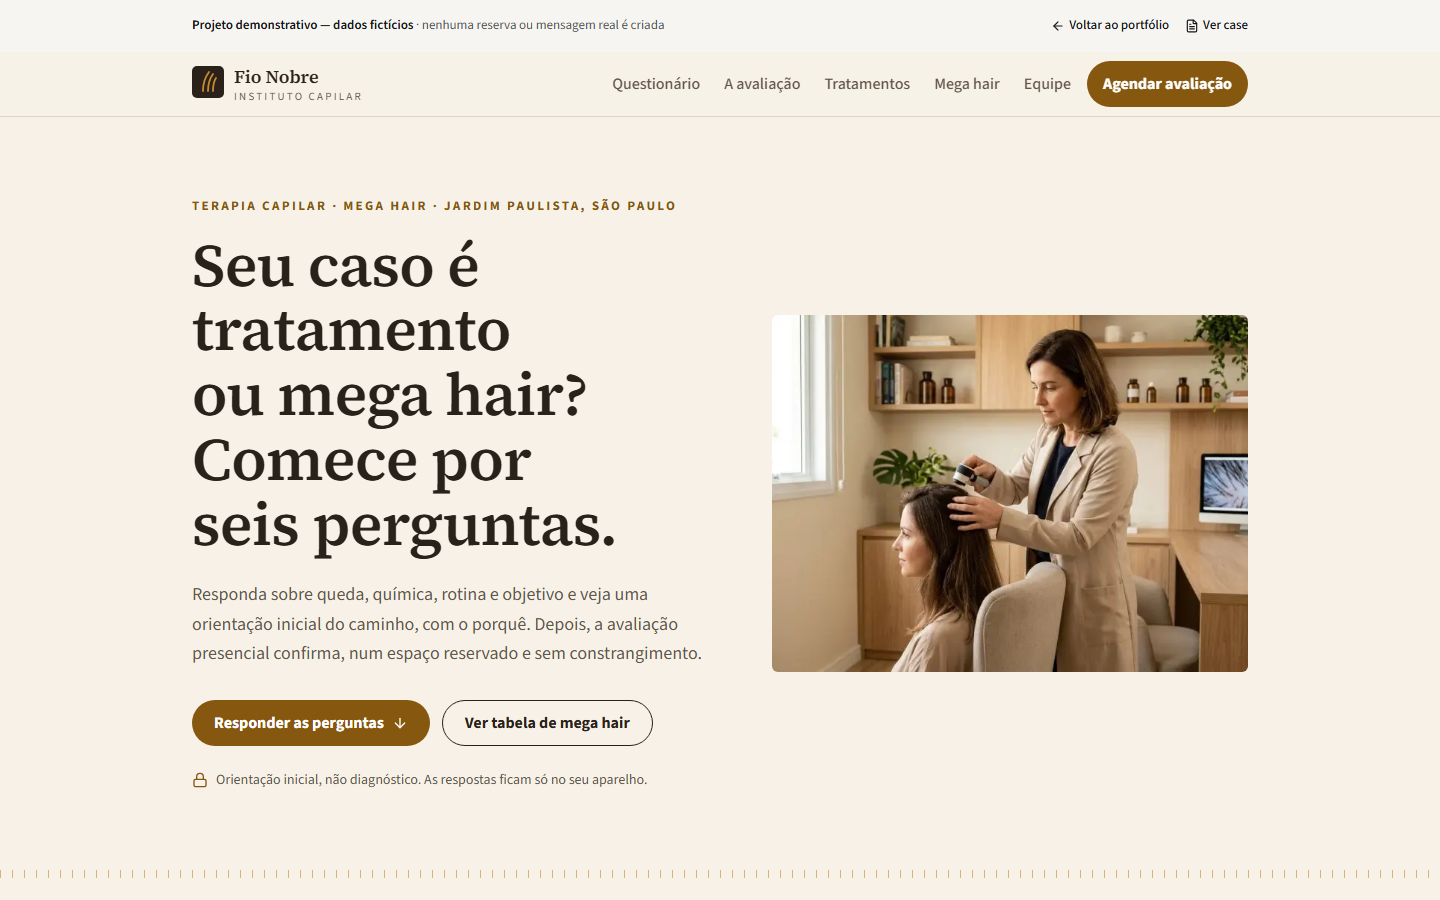 Projeto demonstrativo — dados fictícios · nenhuma reserva ou mensagem real é criada
Voltar ao portfólio
Ver case
Fio Nobre
INSTITUTO CAPILAR
Questionário
A avaliação
Tratamentos
Mega hair
Equipe
Agendar avaliação
TERAPIA CAPILAR · MEGA HAIR · JARDIM PAULISTA, SÃO PAULO
Seu caso é
tratamento
ou mega hair?
Comece por
seis perguntas.
Responda sobre queda, química, rotina e objetivo e veja uma
orientação inicial do caminho, com o porquê. Depois, a avaliação
presencial confirma, num espaço reservado e sem constrangimento.
Responder as perguntas
Ver tabela de mega hair
Orientação inicial, não diagnóstico. As respostas ficam só no seu aparelho.